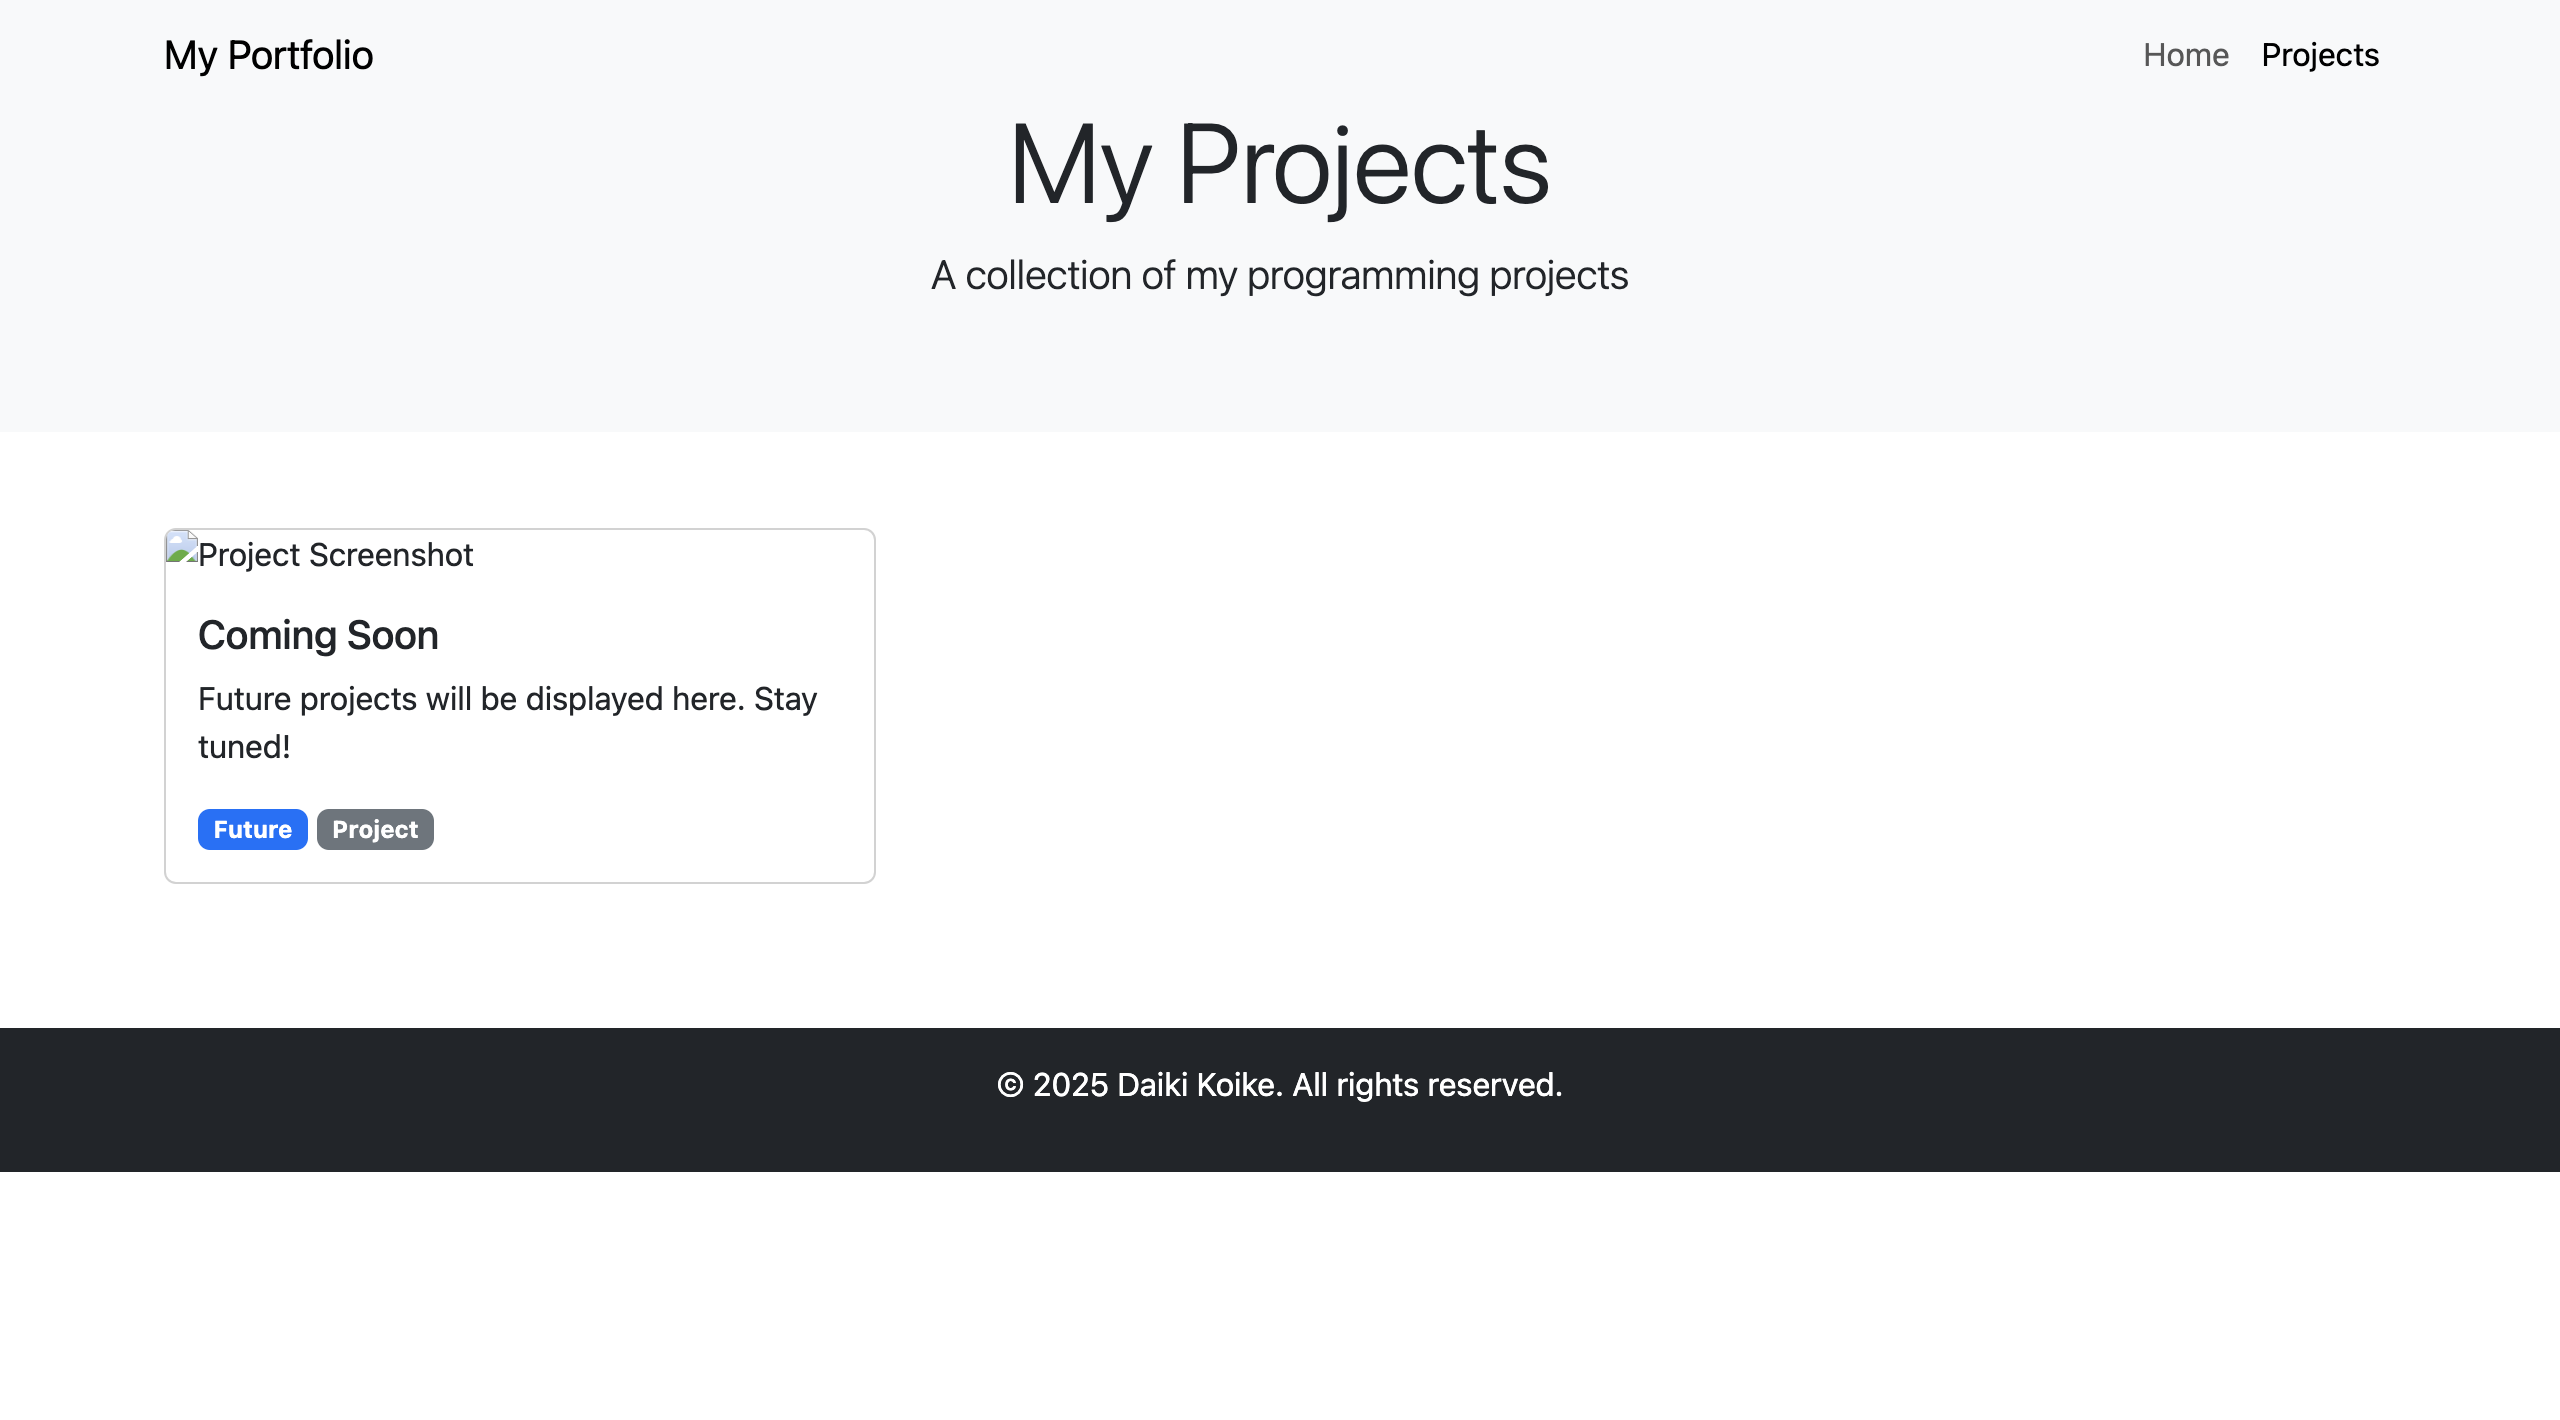 My Portfolio
Home Projects
My Projects
A collection of my programming projects
Project Screenshot
Coming Soon
Future projects will be displayed here. Stay
tuned!
Future Project
© 2025 Daiki Koike. All rights reserved.